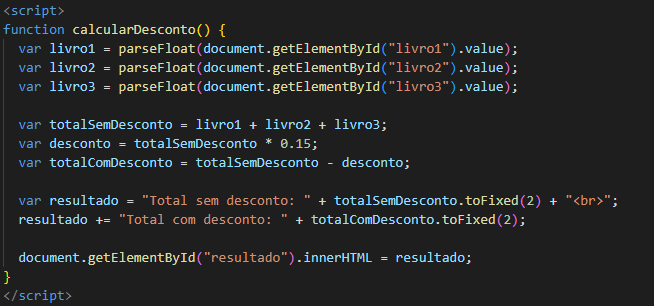 <script>
function calcularDesconto() {
  var livro1 = parseFloat(document.getElementById("livro1").value);
  var livro2 = parseFloat(document.getElementById("livro2").value);
  var livro3 = parseFloat(document.getElementById("livro3").value);

  var totalSemDesconto = livro1 + livro2 + livro3;
  var desconto = totalSemDesconto * 0.15;
  var totalComDesconto = totalSemDesconto - desconto;

  var resultado = "Total sem desconto: " + totalSemDesconto.toFixed(2) + "<br>";
  resultado += "Total com desconto: " + totalComDesconto.toFixed(2);

  document.getElementById("resultado").innerHTML = resultado;
}
</script>